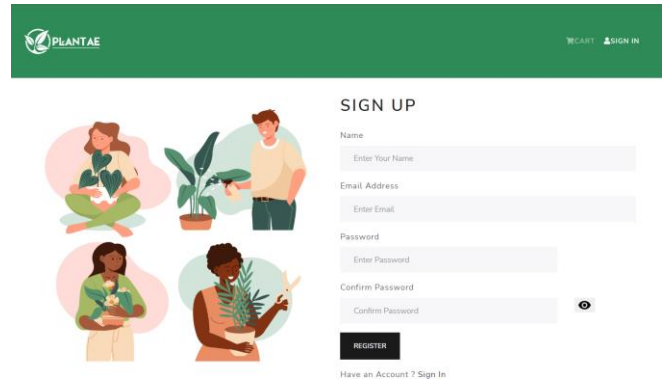 PLANTAE
CART SIGN IN
SIGN UP
Name
Enter Your Name
Email Address
Enter Email
Password
Enter Password
Confirm Password
Confirm Password
REGISTER
Have an Account ? Sign In